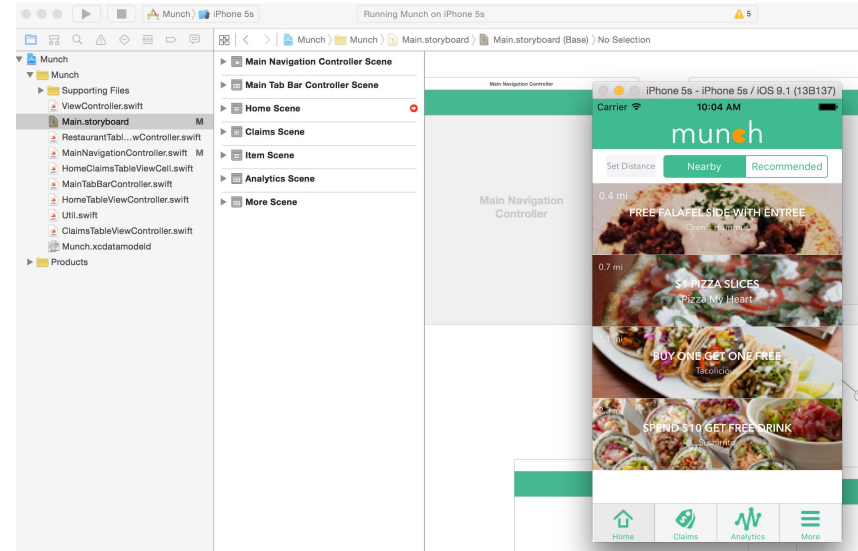 Munch
iPhone 5s
Running Munch on iPhone 5s
5
Munch
Munch
Main.storyboard
Main.storyboard (Base)
No Selection
Munch
Munch
Supporting Files
ViewController.swift
Main.storyboard M
RestaurantTabl...wController.swift
MainNavigationController.swift M
HomeClaimsTableViewCell.swift
MainTabBarController.swift
HomeTableViewController.swift
Util.swift
ClaimsTableViewController.swift
Munch.xcdatamodeld
Products
Main Navigation Controller Scene
Main Tab Bar Controller Scene
Home Scene
Claims Scene
Item Scene
Analytics Scene
More Scene
Main Navigation Controller
Main Navigation
Controller
iPhone 5s - iPhone 5s / iOS 9.1 (13B137)
Carrier 10:04 AM
munch
Set Distance Nearby Recommended
0.4 mi
FREE FALAFEL SIDE WITH ENTREE
Oren's Hummus
0.7 mi
$1 PIZZA SLICES
Pizza My Heart
1.1 mi
BUY ONE GET ONE FREE
Tacolicious
mi
SPEND $10 GET FREE DRINK
Sushirrito
Home Claims Analytics More